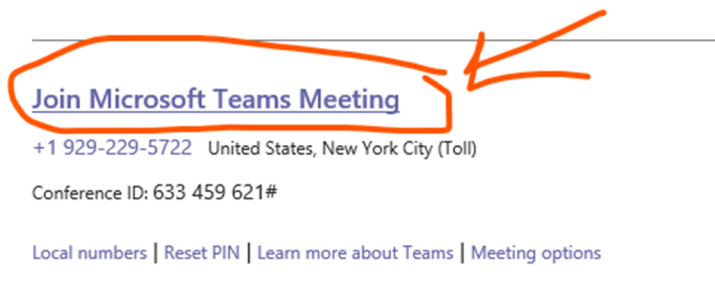 Join Microsoft Teams Meeting
+1 929-229-5722 United States, New York City (Toll)
Conference ID: 633 459 621#
Local numbers | Reset PIN | Learn more about Teams | Meeting options